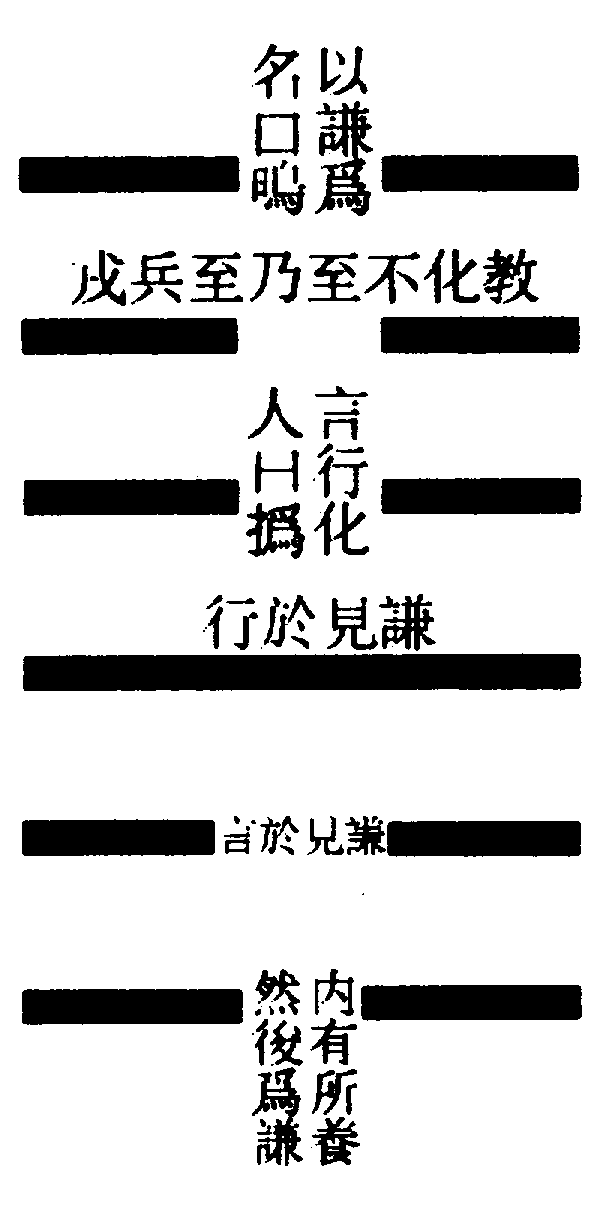 以謙爲
名曰鳴
教化不至乃至兵戎
言行化
人曰撝
謙見於行
謙見於言
内有所養
然後爲謙